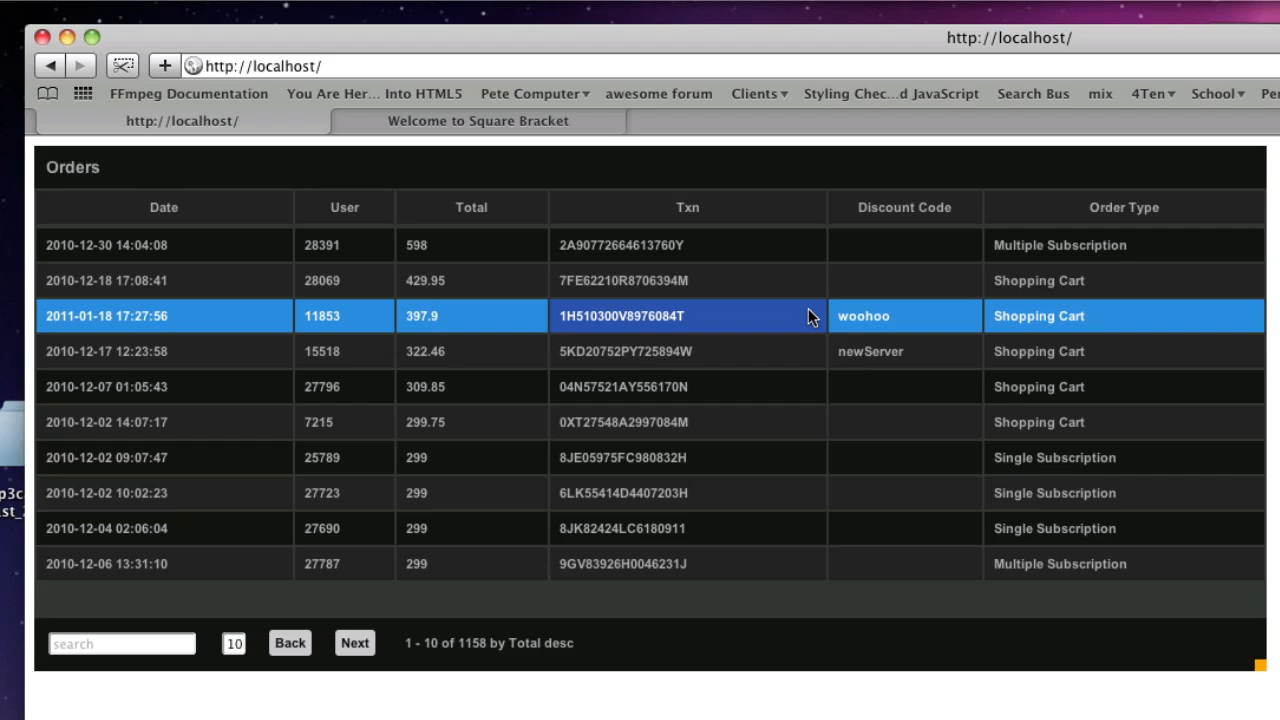 http://localhost/
http://localhost/
FFmpeg Documentation You Are Her... Into HTML5 Pete Computer awesome forum Clients Styling Chec...d JavaScript Search Bus mix 4Ten School Per
http://localhost/ Welcome to Square Bracket
Orders
Date User Total Txn Discount Code Order Type
2010-12-30 14:04:08 28391 598 2A90772664613760Y Multiple Subscription
2010-12-18 17:08:41 28069 429.95 7FE62210R8706394M Shopping Cart
2011-01-18 17:27:56 11853 397.9 1H510300V8976084T woohoo Shopping Cart
2010-12-17 12:23:58 15518 322.46 5KD20752PY725894W newServer Shopping Cart
2010-12-07 01:05:43 27796 309.85 04N57521AY556170N Shopping Cart
2010-12-02 14:07:17 7215 299.75 0XT27548A2997084M Shopping Cart
2010-12-02 09:07:47 25789 299 8JE05975FC980832H Single Subscription
2010-12-02 10:02:23 27723 299 6LK55414D4407203H Single Subscription
p3c
st_
2010-12-04 02:06:04 27690 299 8JK82424LC6180911 Single Subscription
2010-12-06 13:31:10 27787 299 9GV83926H0046231J Multiple Subscription
search 10 Back Next 1 - 10 of 1158 by Total desc